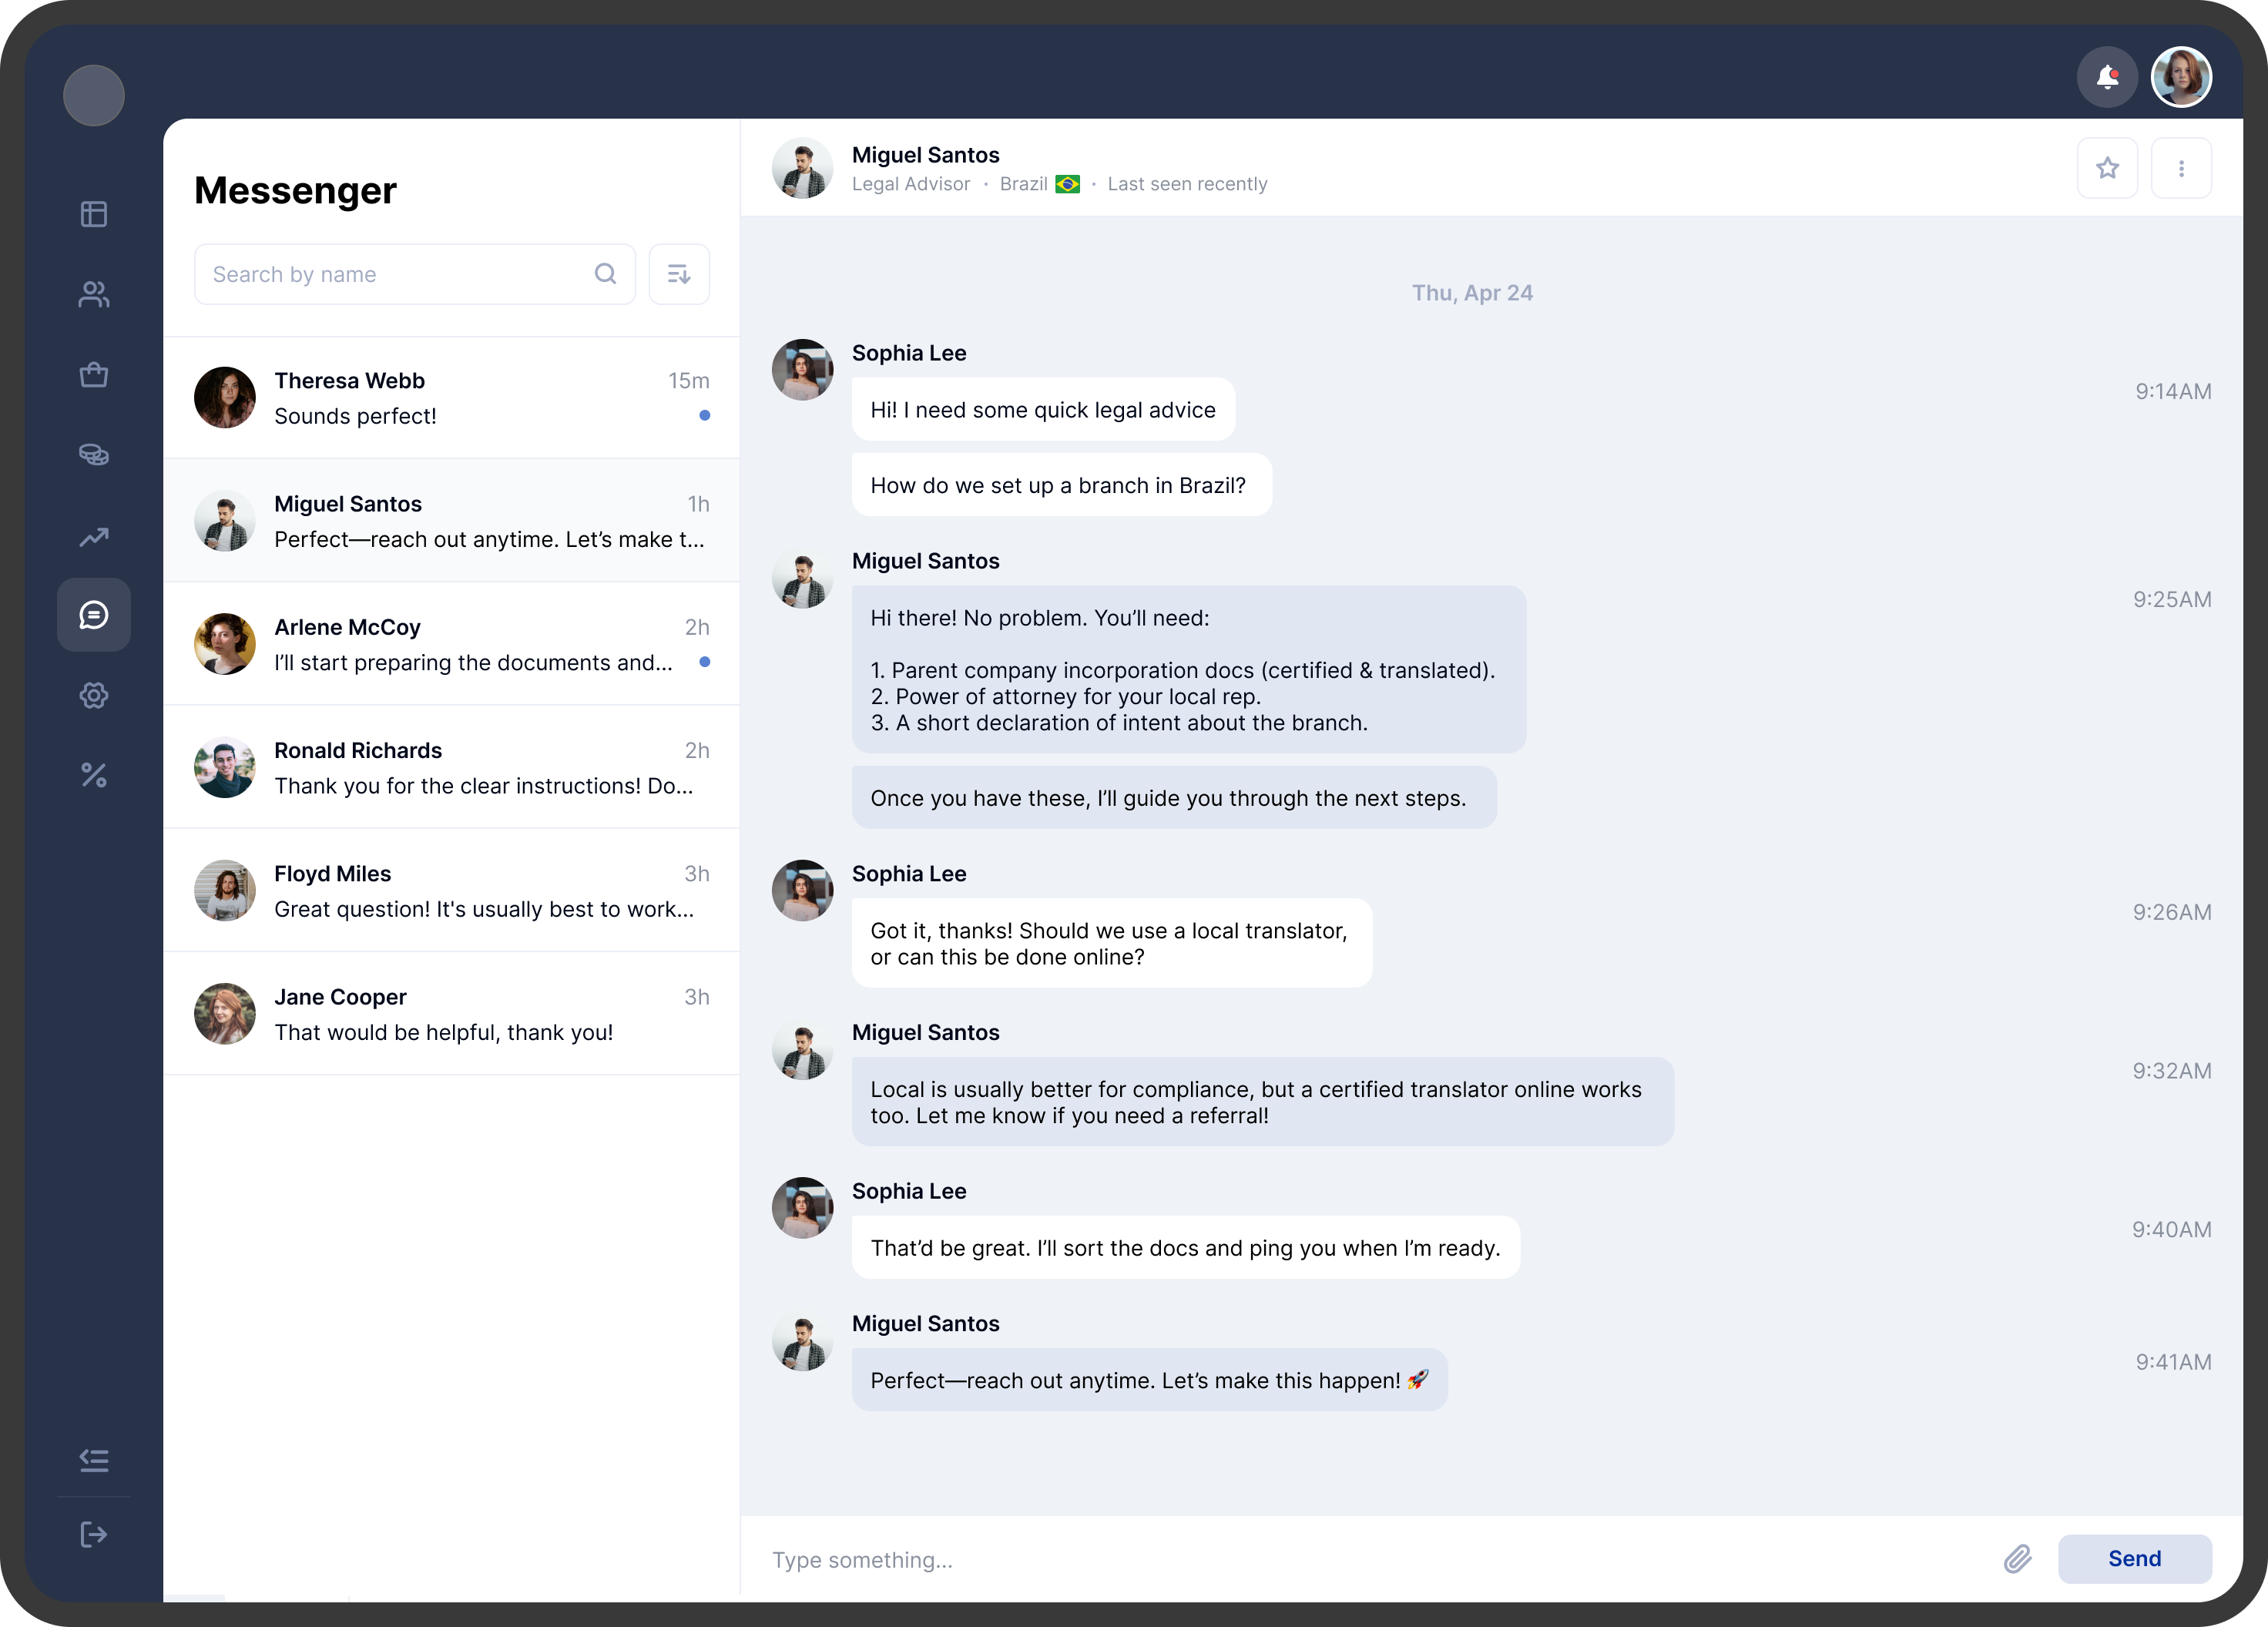 Messenger
Search by name
Theresa Webb 15m
Sounds perfect!
Miguel Santos 1h
Perfect—reach out anytime. Let’s make t...
Arlene McCoy 2h
I’ll start preparing the documents and...
Ronald Richards 2h
Thank you for the clear instructions! Do...
Floyd Miles 3h
Great question! It's usually best to work...
Jane Cooper 3h
That would be helpful, thank you!
Miguel Santos
Legal Advisor · Brazil 🇧🇷 · Last seen recently
Thu, Apr 24
Sophia Lee
9:14AM
Hi! I need some quick legal advice
How do we set up a branch in Brazil?
Miguel Santos
9:25AM
Hi there! No problem. You’ll need:
1. Parent company incorporation docs (certified & translated).
2. Power of attorney for your local rep.
3. A short declaration of intent about the branch.
Once you have these, I’ll guide you through the next steps.
Sophia Lee
9:26AM
Got it, thanks! Should we use a local translator,
or can this be done online?
Miguel Santos
9:32AM
Local is usually better for compliance, but a certified translator online works
too. Let me know if you need a referral!
Sophia Lee
9:40AM
That’d be great. I’ll sort the docs and ping you when I’m ready.
Miguel Santos
9:41AM
Perfect—reach out anytime. Let’s make this happen! 🚀
Type something...
Send